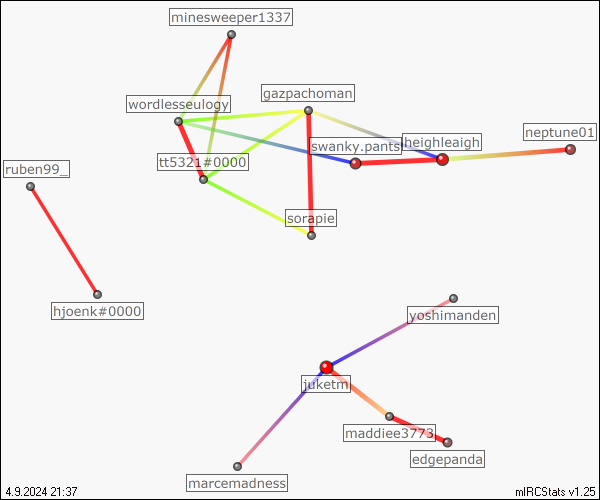 minesweeper1337
gazpachoman
wordlesseulogy
neptune01
swanky.pants
heighleaigh
tt5321#0000
ruben99_
sorapie
hjoenk#0000
yoshimanden
juketm
maddiee3773
edgepanda
marcemadness
4.9.2024 21:37
mIRCStats v1.25